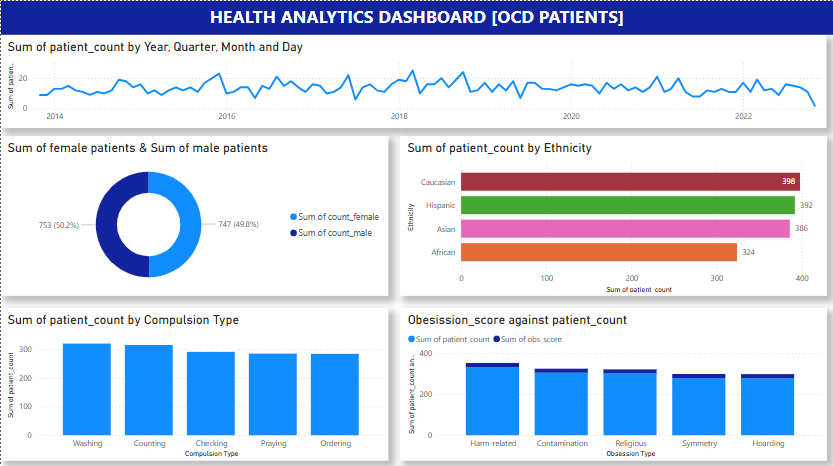 HEALTH ANALYTICS DASHBOARD [OCD PATIENTS]
Sum of patient_count by Year, Quarter, Month and Day
Sum of patien...
20
0
2014
2016
2018
2020
2022
Sum of female patients & Sum of male patients
753 (50.2%)
747 (49.8%)
Sum of count_female
Sum of count_male
Sum of patient_count by Ethnicity
Ethnicity
Caucasian
398
Hispanic
392
Asian
386
African
324
0
100
200
300
400
Sum of patient_count
Sum of patient_count by Compulsion Type
Sum of patient_count
300
200
100
0
Washing
Counting
Checking
Praying
Ordering
Compulsion Type
Obesission_score against patient_count
Sum of patient_count
Sum of obs_score
Sum of patient_count an...
400
200
0
Harm-related
Contamination
Religious
Symmetry
Hoarding
Obsession Type